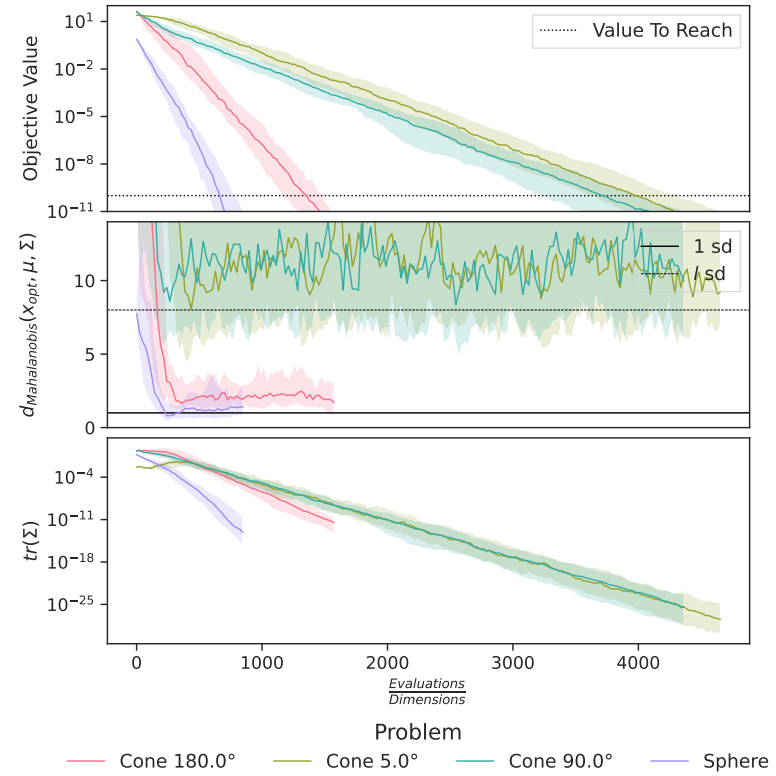 Objective Value
10¹
10⁻²
10⁻⁵
10⁻⁸
10⁻¹¹
Value To Reach
d_Mahalanobis(x_opt, μ, Σ)
10
5
0
1 sd
l sd
tr(Σ)
10⁻⁴
10⁻¹¹
10⁻¹⁸
10⁻²⁵
0 1000 2000 3000 4000
Evaluations
Dimensions
Problem
Cone 180.0° Cone 5.0° Cone 90.0° Sphere